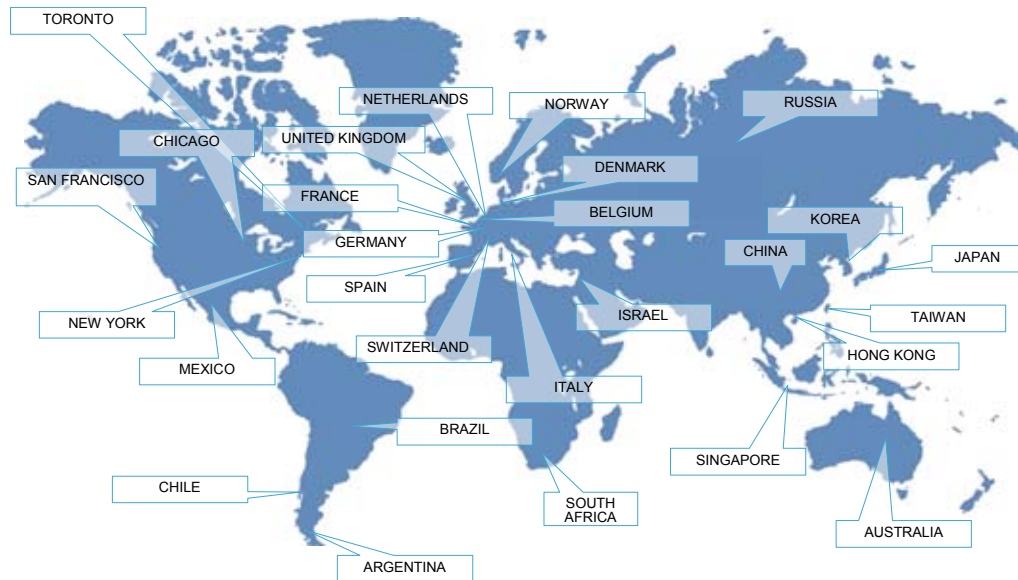 TORONTO
NETHERLANDS
NORWAY
RUSSIA
CHICAGO
UNITED KINGDOM
DENMARK
SAN FRANCISCO
FRANCE
BELGIUM
KOREA
GERMANY
CHINA
JAPAN
SPAIN
ISRAEL
TAIWAN
NEW YORK
SWITZERLAND
HONG KONG
MEXICO
ITALY
BRAZIL
SINGAPORE
CHILE
SOUTH
AFRICA
AUSTRALIA
ARGENTINA